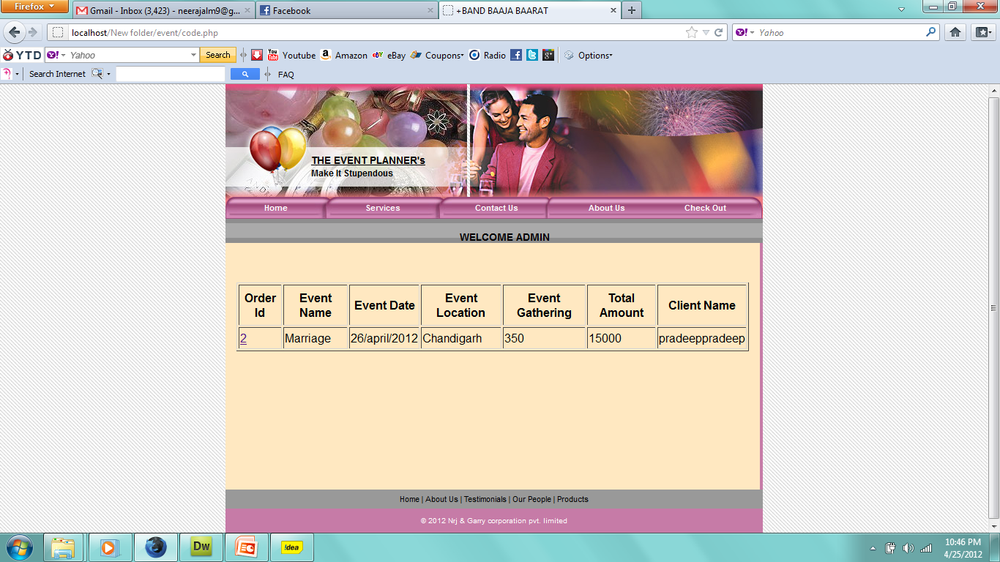 Firefox
Gmail - Inbox (3,423) - neerajalm9@g...
Facebook
+BAND BAAJA BAARAT
localhost/New folder/event/code.php
Yahoo
YTD
Yahoo
Search
Youtube
Amazon
eBay
Coupons
Radio
Options
Search Internet
FAQ
THE EVENT PLANNER's
Make It Stupendous
Home Services Contact Us About Us Check Out
WELCOME ADMIN
Order Id Event Name Event Date Event Location Event Gathering Total Amount Client Name
2 Marriage 26/april/2012 Chandigarh 350 15000 pradeeppradeep
Home | About Us | Testimonials | Our People | Products
© 2012 Nrj & Garry corporation pvt. limited
Dw
!dea
10:46 PM
4/25/2012